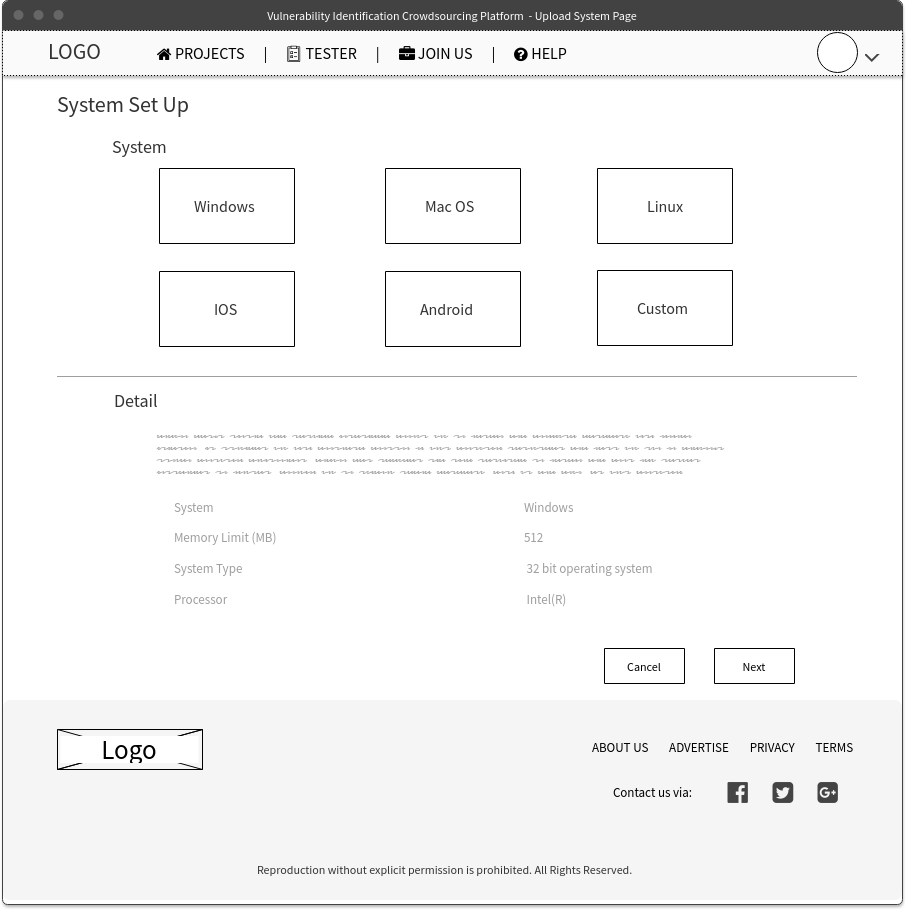 Vulnerability Identification Crowdsourcing Platform - Upload System Page
LOGO PROJECTS | TESTER | JOIN US | HELP
System Set Up
System
Windows Mac OS Linux
IOS Android Custom
Detail
System Windows
Memory Limit (MB) 512
System Type 32 bit operating system
Processor Intel(R)
Cancel Next
Logo
ABOUT US ADVERTISE PRIVACY TERMS
Contact us via:
Reproduction without explicit permission is prohibited. All Rights Reserved.